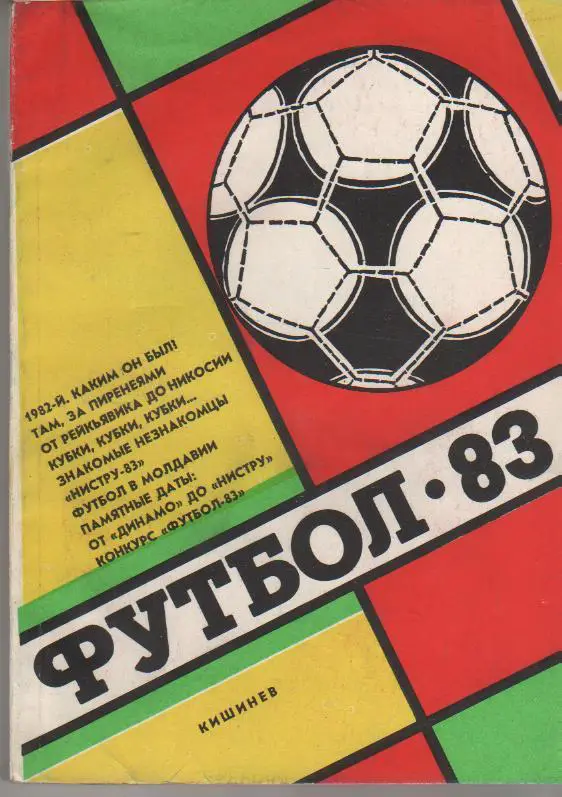 1982-Й. КАКИМ ОН БЫЛ?
ТАМ, ЗА ПИРЕНЕЯМИ
ОТ РЕЙКЬЯВИКА ДО НИКОСИИ
КУБКИ, КУБКИ, КУБКИ...
ЗНАКОМЫЕ НЕЗНАКОМЦЫ
«НИСТРУ-83»
ФУТБОЛ В МОЛДАВИИ
ПАМЯТНЫЕ ДАТЫ:
ОТ «ДИНАМО» ДО «НИСТРУ»
КОНКУРС «ФУТБОЛ-83»
ФУТБОЛ·83
КИШИНЕВ